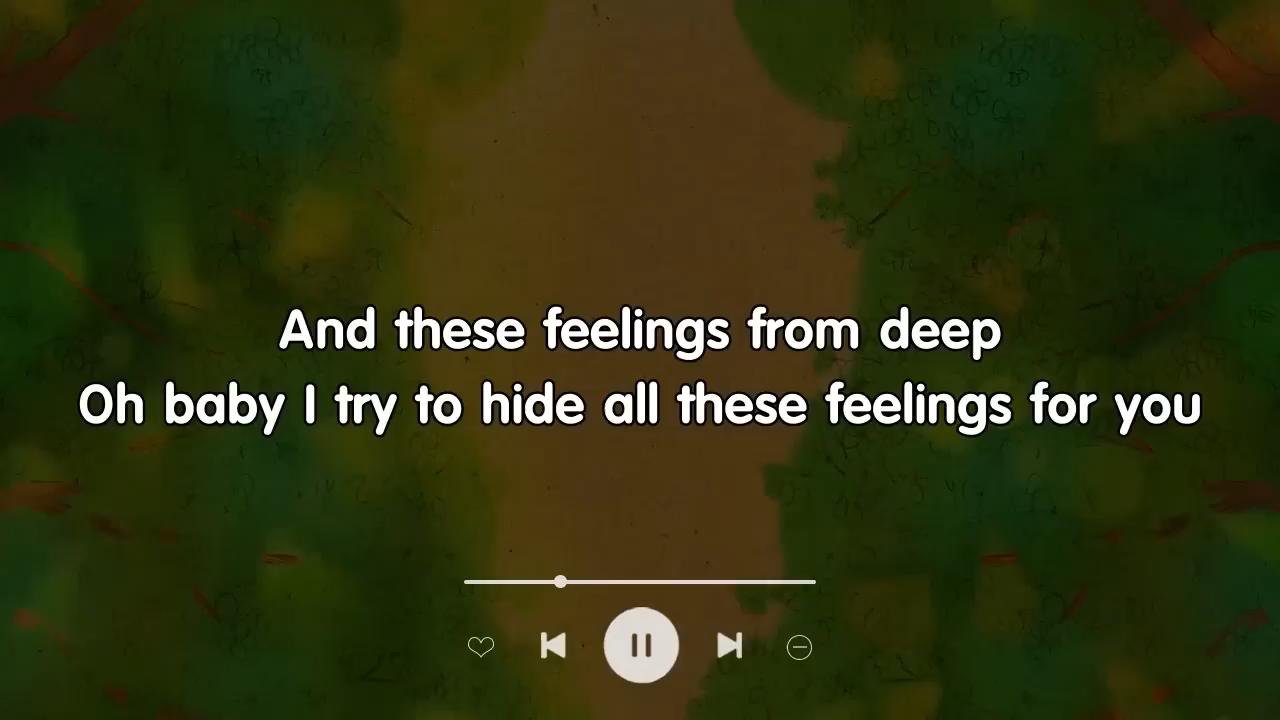 And these feelings from deep
Oh baby I try to hide all these feelings for you